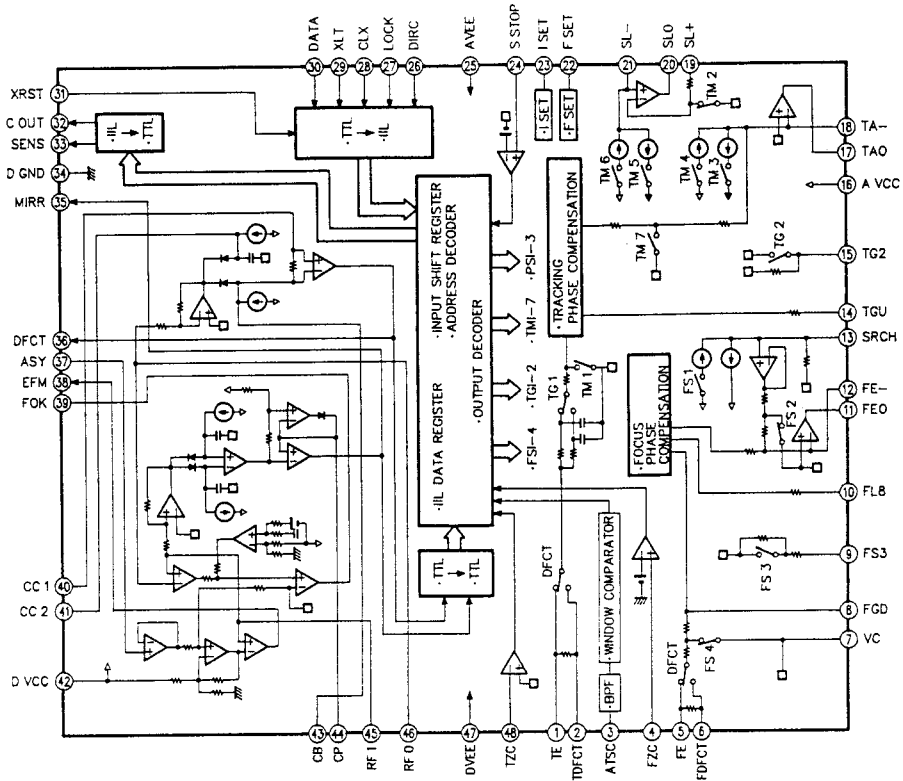 DATA
XLT
CLX
LOCK
DIRC
AVEE
S STOP
I SET
F SET
SL-
SLO
SL+
30
29
28
27
26
25
24
23
22
21
20
19
XRST 31
C OUT 32
SENS 33
D GND 34
MIRR 35
DFCT 36
ASY 37
EFM 38
FOK 39
CC 1 40
CC 2 41
D VCC 42
·IIL → ·TTL
·TTL → ·IIL
·I SET
·F SET
TM 2
TM 6
TM 5
TM 4
TM 3
TM 7
TG 2
18 TA-
17 TAO
16 A VCC
15 TG2
14 TGU
13 SRCH
12 FE-
11 FEO
10 FL8
9 FS3
8 FGD
7 VC
·IIL DATA REGISTER
·INPUT SHIFT REGISTER
·ADDRESS DECODER
·OUTPUT DECODER
·PSI-3
·TMI-7
·TGI-2
·FSI-4
·TRACKING
PHASE COMPENSATION
TG 1
TM 1
·FOCUS
PHASE
COMPENSATION
FS 1
FS 2
FS 3
FS 4
DFCT
DFCT
·TTL → ·TTL
·WINDOW COMPARATOR
·BPF
43
44
45
46
47
48
1
2
3
4
5
6
CB
CP
RF I
RF O
DVEE
TZC
TE
TDFCT
ATSC
FZC
FE
FDFCT